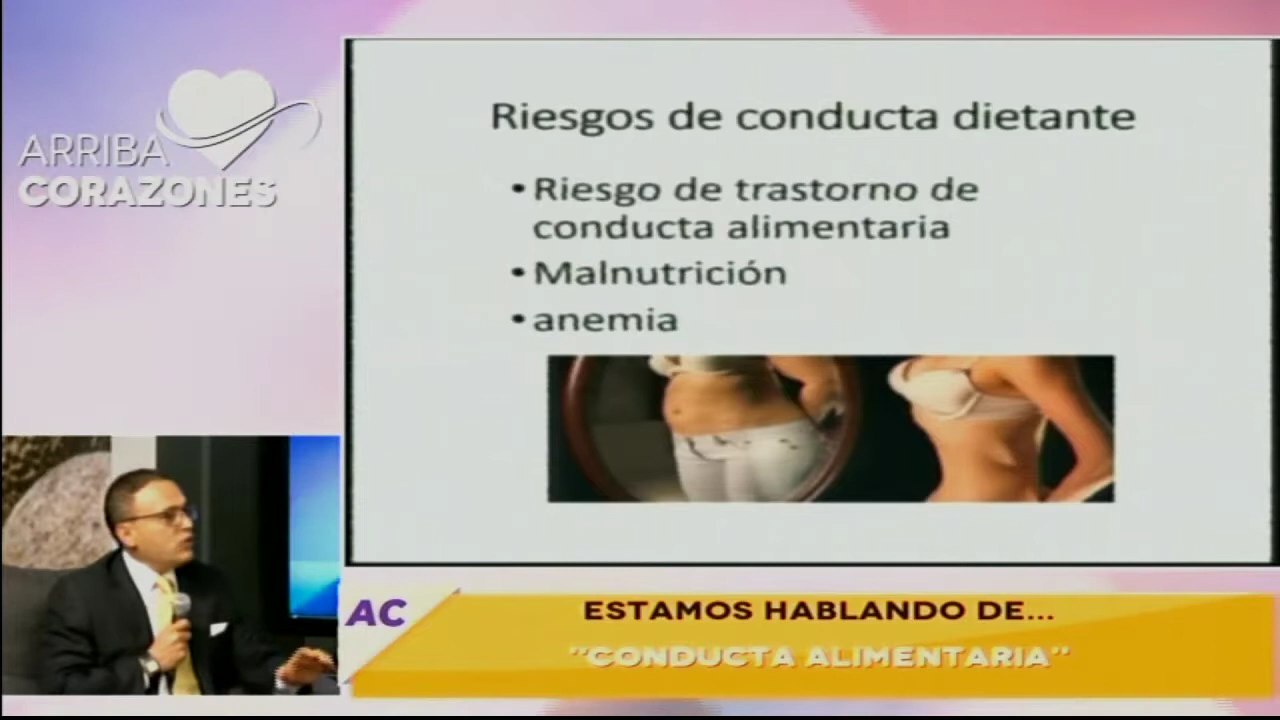 ARRIBA
CORAZONES
Riesgos de conducta dietante
•Riesgo de trastorno de
conducta alimentaria
•Malnutrición
•anemia
AC
ESTAMOS HABLANDO DE...
"CONDUCTA ALIMENTARIA"